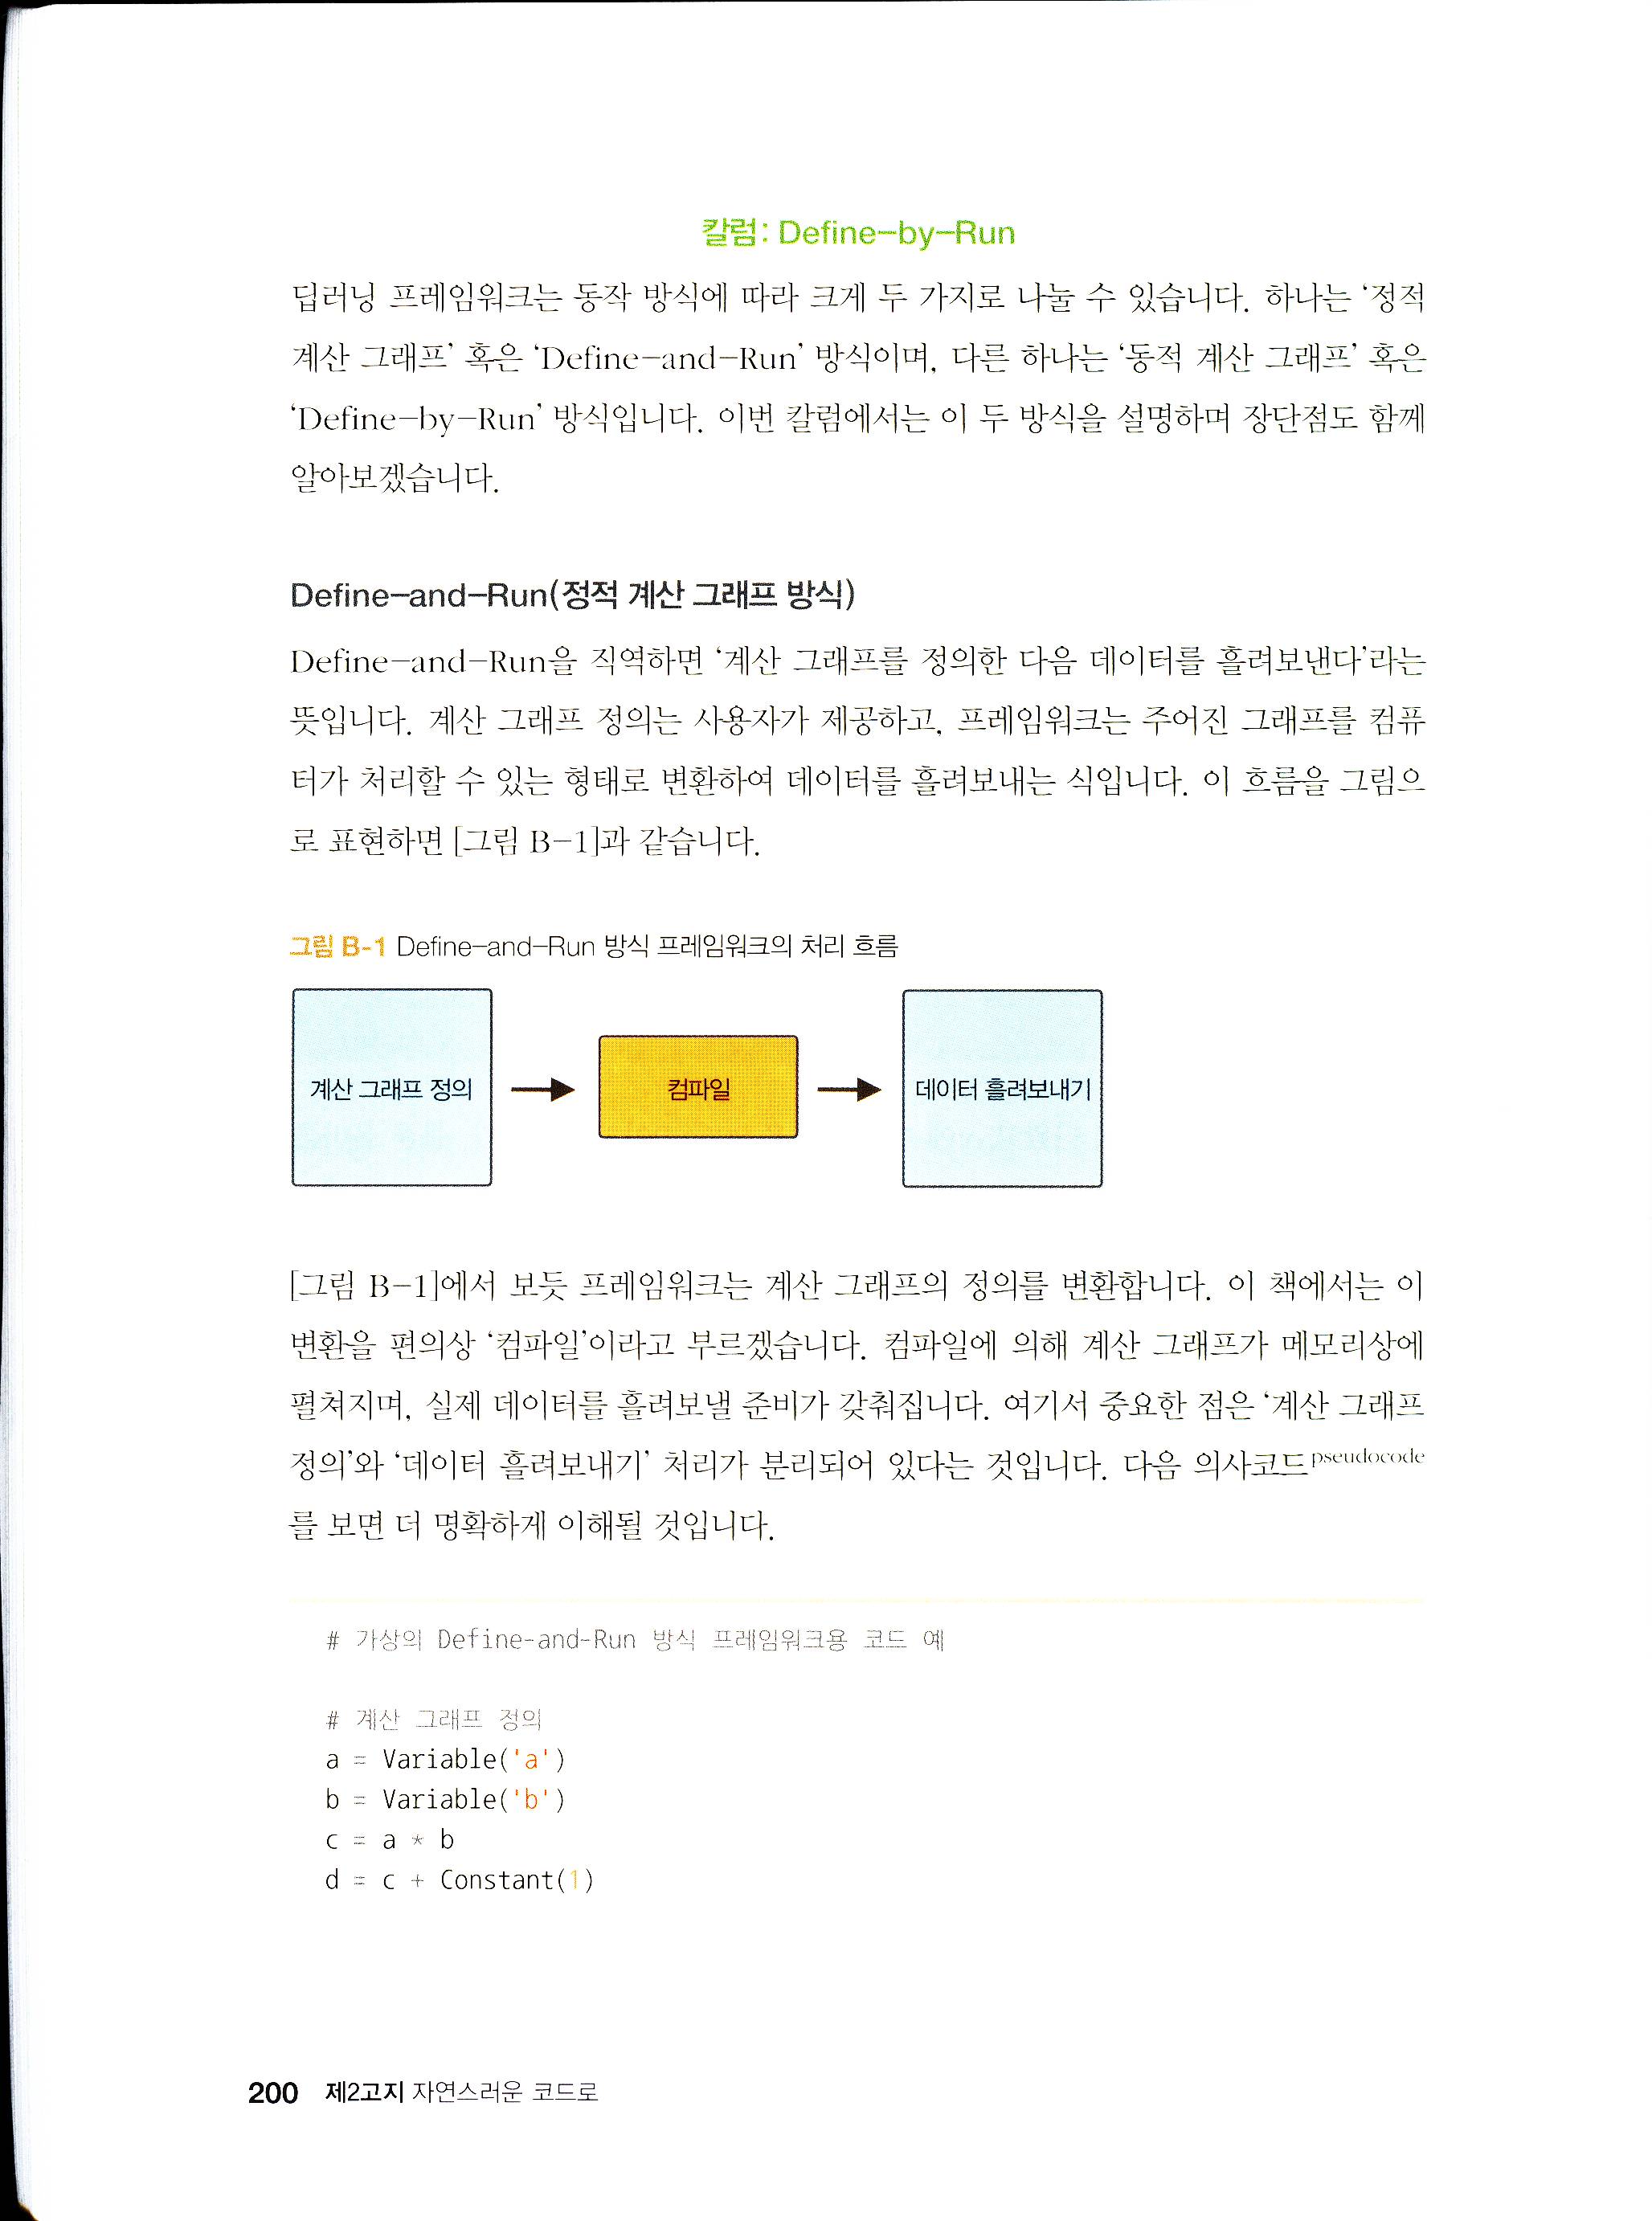 칼럼: Define-by-Run
딥러닝 프레임워크는 동작 방식에 따라 크게 두 가지로 나눌 수 있습니다. 하나는 ‘정적
계산 그래프’ 혹은 ‘Define-and-Run’ 방식이며, 다른 하나는 ‘동적 계산 그래프’ 혹은
‘Define-by-Run’ 방식입니다. 이번 칼럼에서는 이 두 방식을 설명하며 장단점도 함께
알아보겠습니다.
Define-and-Run(정적 계산 그래프 방식)
Define-and-Run을 직역하면 ‘계산 그래프를 정의한 다음 데이터를 흘려보낸다’라는
뜻입니다. 계산 그래프 정의는 사용자가 제공하고, 프레임워크는 주어진 그래프를 컴퓨
터가 처리할 수 있는 형태로 변환하여 데이터를 흘려보내는 식입니다. 이 흐름을 그림으
로 표현하면 [그림 B-1]과 같습니다.
그림 B-1 Define-and-Run 방식 프레임워크의 처리 흐름
계산 그래프 정의
컴파일
데이터 흘려보내기
[그림 B-1]에서 보듯 프레임워크는 계산 그래프의 정의를 변환합니다. 이 책에서는 이
변환을 편의상 ‘컴파일’이라고 부르겠습니다. 컴파일에 의해 계산 그래프가 메모리상에
펼쳐지며, 실제 데이터를 흘려보낼 준비가 갖춰집니다. 여기서 중요한 점은 ‘계산 그래프
정의’와 ‘데이터 흘려보내기’ 처리가 분리되어 있다는 것입니다. 다음 의사코드pseudocode
를 보면 더 명확하게 이해될 것입니다.
# 가상의 Define-and-Run 방식 프레임워크용 코드 예
# 계산 그래프 정의
a = Variable('a')
b = Variable('b')
c = a * b
d = c + Constant(1)
200 제2고지 자연스러운 코드로